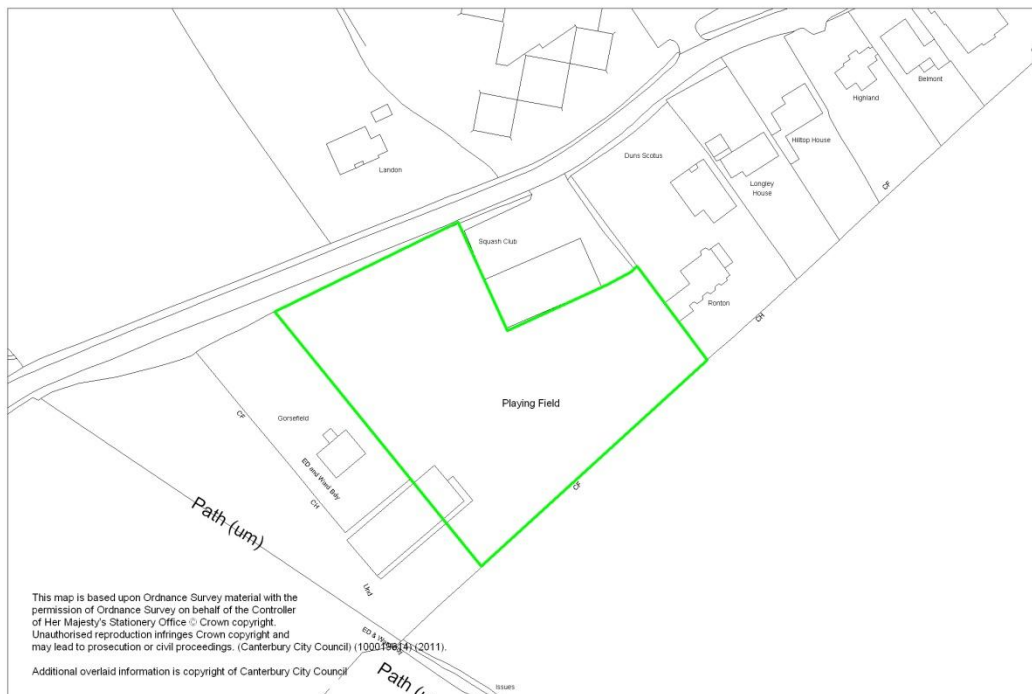 Belmont
Highland
Hilltop House
Duns Scotus
Landon
Longley
House
CF
Squash Club
Ronton
CH
Playing Field
CF
Gorsefield
CF
ED and Ward Bdy
CH
CF
Path (um)
Und
This map is based upon Ordnance Survey material with the
permission of Ordnance Survey on behalf of the Controller
of Her Majesty's Stationery Office © Crown copyright.
Unauthorised reproduction infringes Crown copyright and
may lead to prosecution or civil proceedings. (Canterbury City Council) (2011).
Additional overlaid information is copyright of Canterbury City Council
Path
Issues